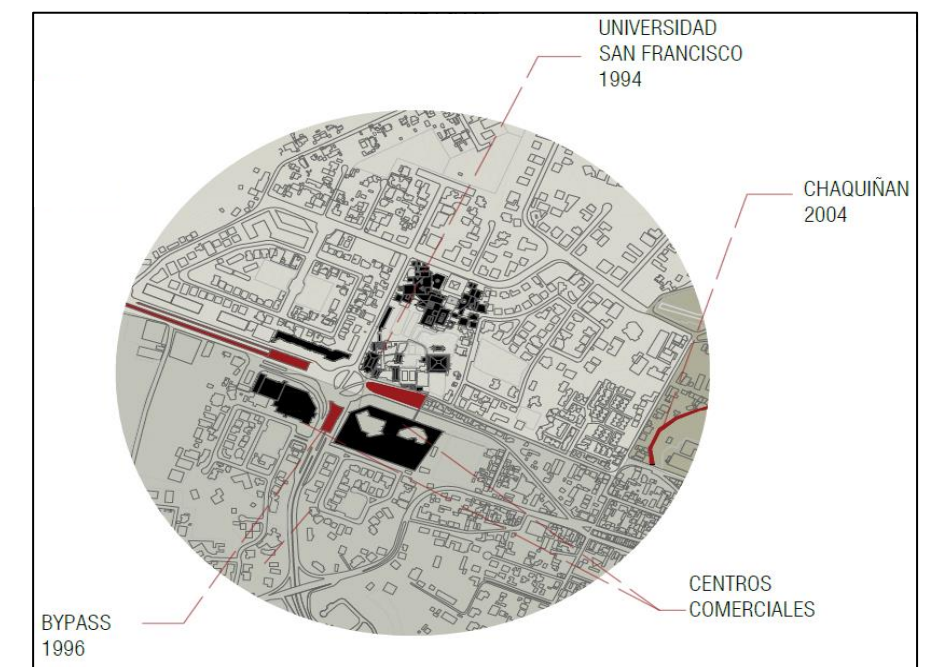 UNIVERSIDAD
SAN FRANCISCO
1994
CHAQUIÑAN
2004
CENTROS
COMERCIALES
BYPASS
1996